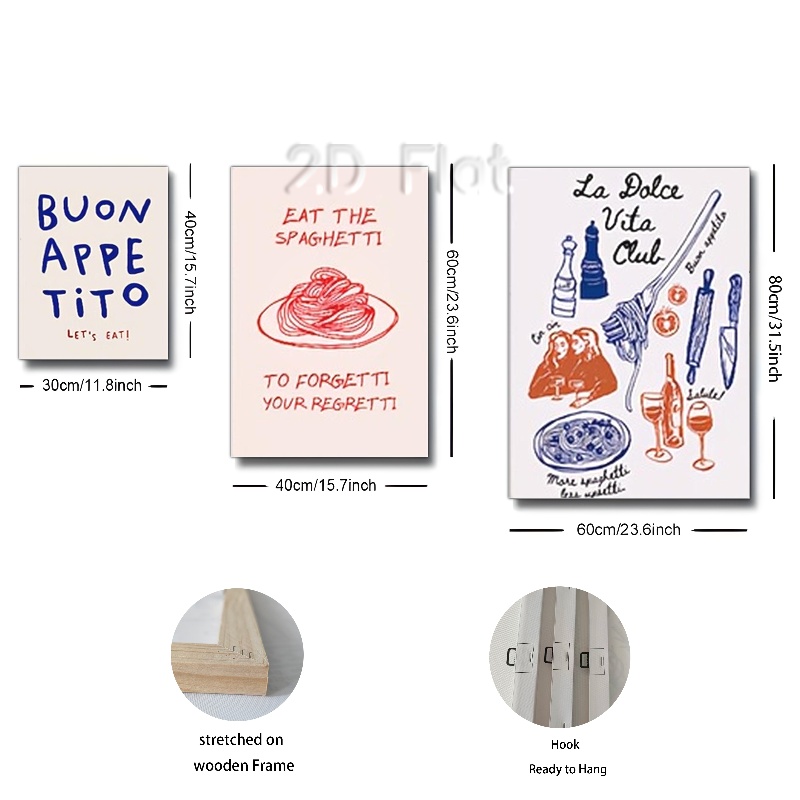 2D Flat
BUON
APPE
TITO
LET'S EAT!
40cm/15.7inch
30cm/11.8inch
EAT THE
SPAGHETTI
TO FORGETTI
YOUR REGRETTI
60cm/23.6inch
40cm/15.7inch
La Dolce
Vita
Club
Buon appetito
Salute!
More spaghetti
less upsetti
80cm/31.5inch
60cm/23.6inch
stretched on
wooden Frame
Hook
Ready to Hang